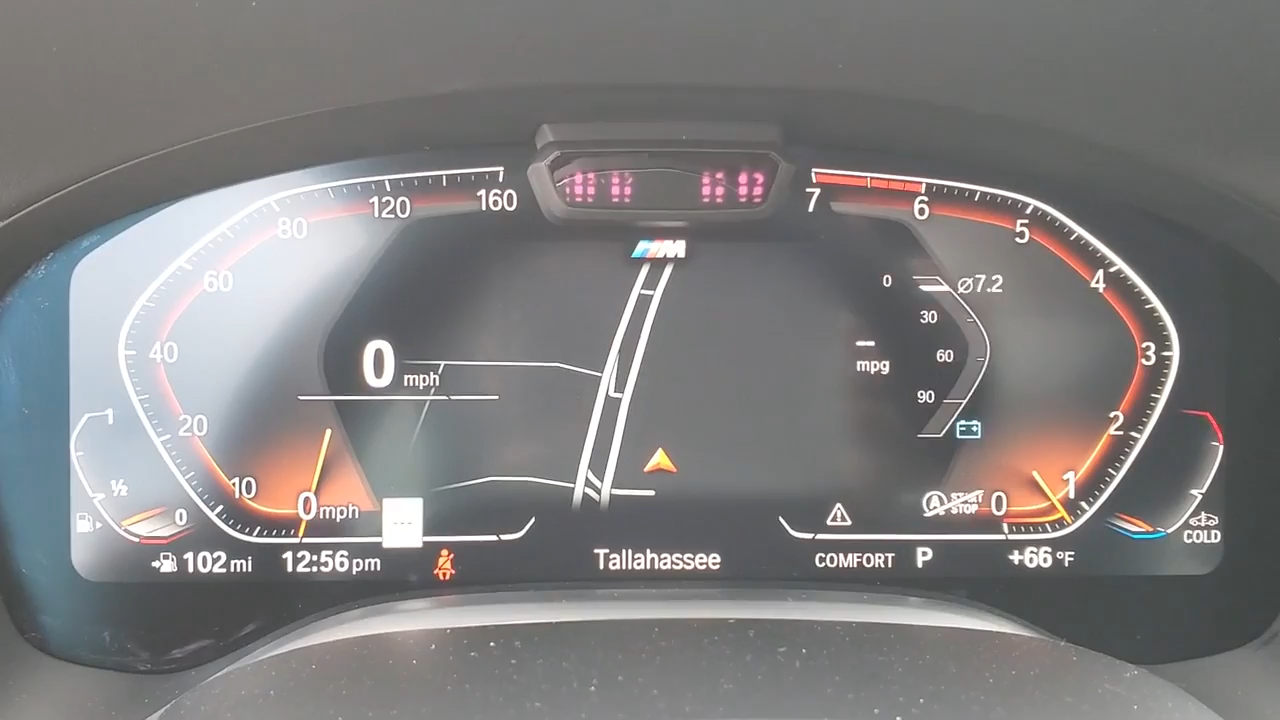 160
120
80
60
40
20
10
0 mph
0 mph
1
½
0
---
M
7
6
5
4
3
2
1
0
0
30
60
90
⌀7.2
--
mpg
A START STOP
COLD
102 mi
12:56 pm
Tallahassee
COMFORT P
+66 °F